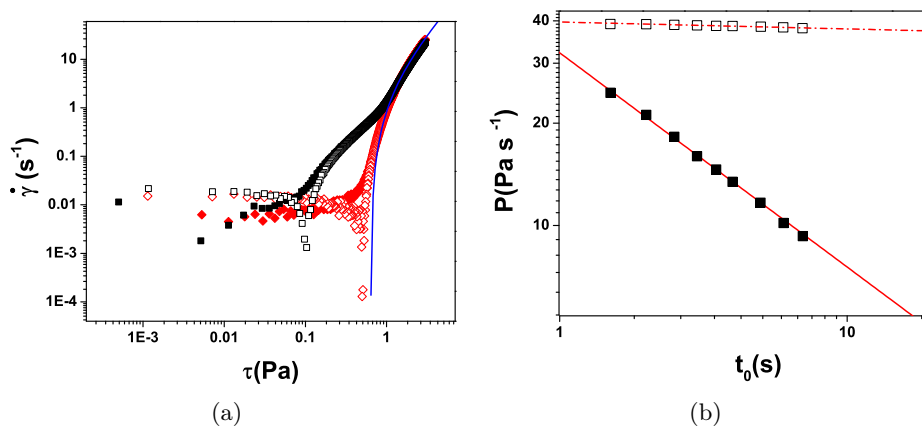 10
1
0.1
0.01
1E-3
1E-4
γ̇ (s⁻¹)
1E-3 0.01 0.1 1
τ(Pa)
(a)
40
30
20
10
P(Pa s⁻¹)
1 10
t₀(s)
(b)